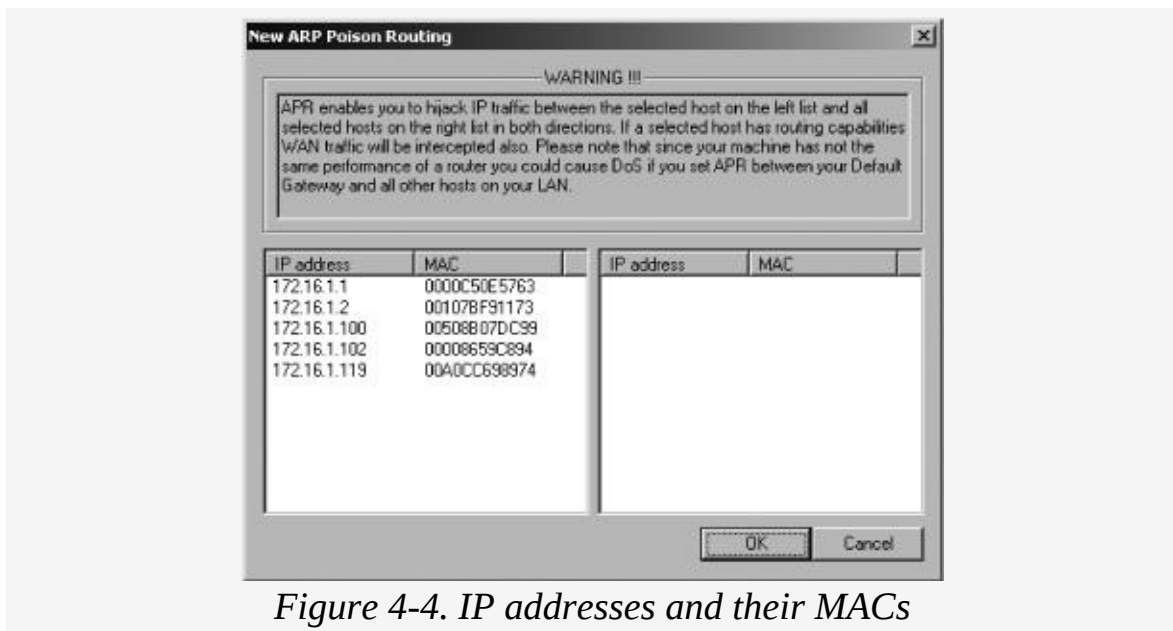 New ARP Poison Routing
WARNING !!!
APR enables you to hijack IP traffic between the selected host on the left list and all
selected hosts on the right list in both directions. If a selected host has routing capabilities
WAN traffic will be intercepted also. Please note that since your machine has not the
same performance of a router you could cause DoS if you set APR between your Default
Gateway and all other hosts on your LAN.
IP address MAC IP address MAC
172.16.1.1 0000C50E5763
172.16.1.2 00107BF91173
172.16.1.100 00508B07DC99
172.16.1.102 00008659C894
172.16.1.119 00A0CC698974
OK Cancel
Figure 4-4. IP addresses and their MACs